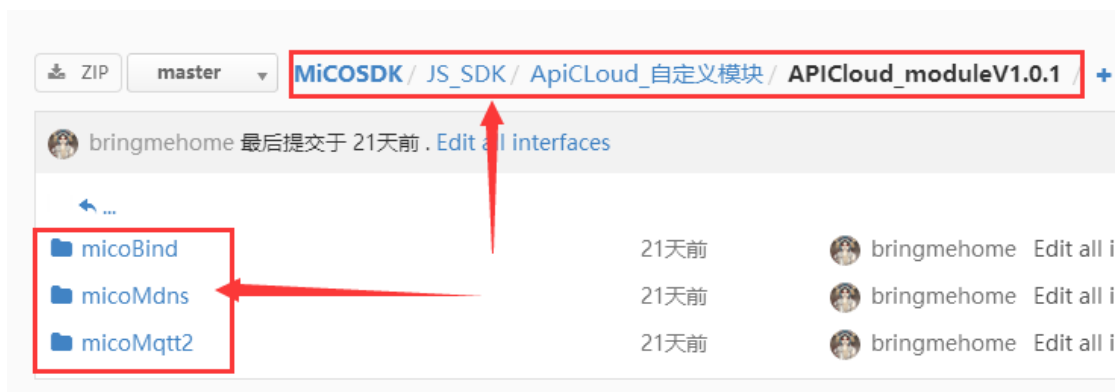 ZIP master MiCOSDK / JS_SDK / ApiCLoud_自定义模块 / APICloud_moduleV1.0.1 / +
bringmehome 最后提交于 21天前 . Edit all interfaces
...
micoBind 21天前 bringmehome Edit all i
micoMdns 21天前 bringmehome Edit all i
micoMqtt2 21天前 bringmehome Edit all i